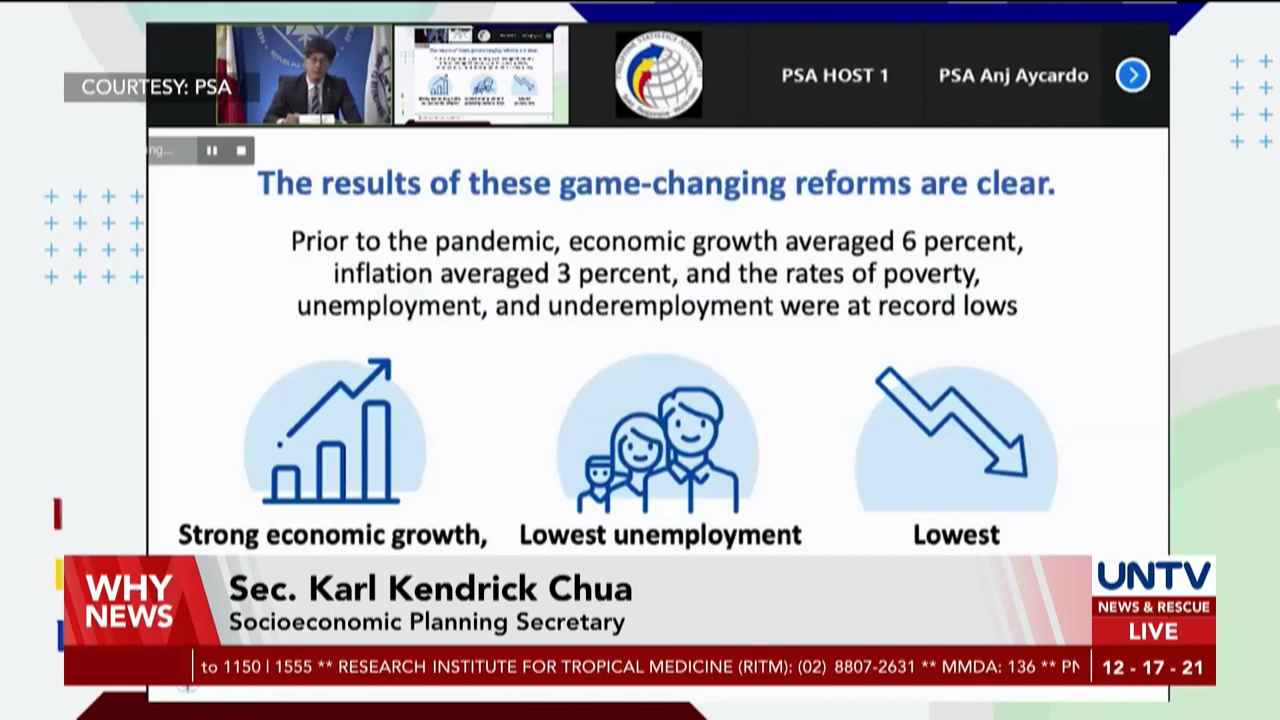 COURTESY: PSA
PSA HOST 1
PSA Anj Aycardo
ng...
The results of these game-changing reforms are clear.
Prior to the pandemic, economic growth averaged 6 percent,
inflation averaged 3 percent, and the rates of poverty,
unemployment, and underemployment were at record lows
Strong economic growth,
Lowest unemployment
Lowest
WHY
NEWS
Sec. Karl Kendrick Chua
Socioeconomic Planning Secretary
UNTV
NEWS & RESCUE
LIVE
to 1150 | 1555 ** RESEARCH INSTITUTE FOR TROPICAL MEDICINE (RITM): (02) 8807-2631 ** MMDA: 136 **
12 - 17 - 21